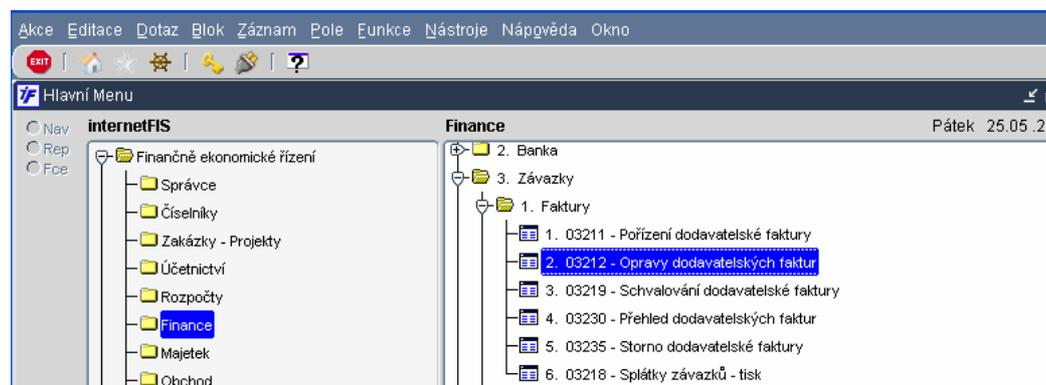 Akce Editace Dotaz Blok Záznam Pole Funkce Nástroje Nápověda Okno
EXIT
Hlavní Menu
Nav
Rep
Fce
internetFIS
Finančně ekonomické řízení
Správce
Číselníky
Zakázky - Projekty
Účetnictví
Rozpočty
Finance
Majetek
Obchod
Finance Pátek 25.05.2
2. Banka
3. Závazky
1. Faktury
1. 03211 - Pořízení dodavatelské faktury
2. 03212 - Opravy dodavatelských faktur
3. 03219 - Schvalování dodavatelské faktury
4. 03230 - Přehled dodavatelských faktur
5. 03235 - Storno dodavatelské faktury
6. 03218 - Splátky závazků - tisk